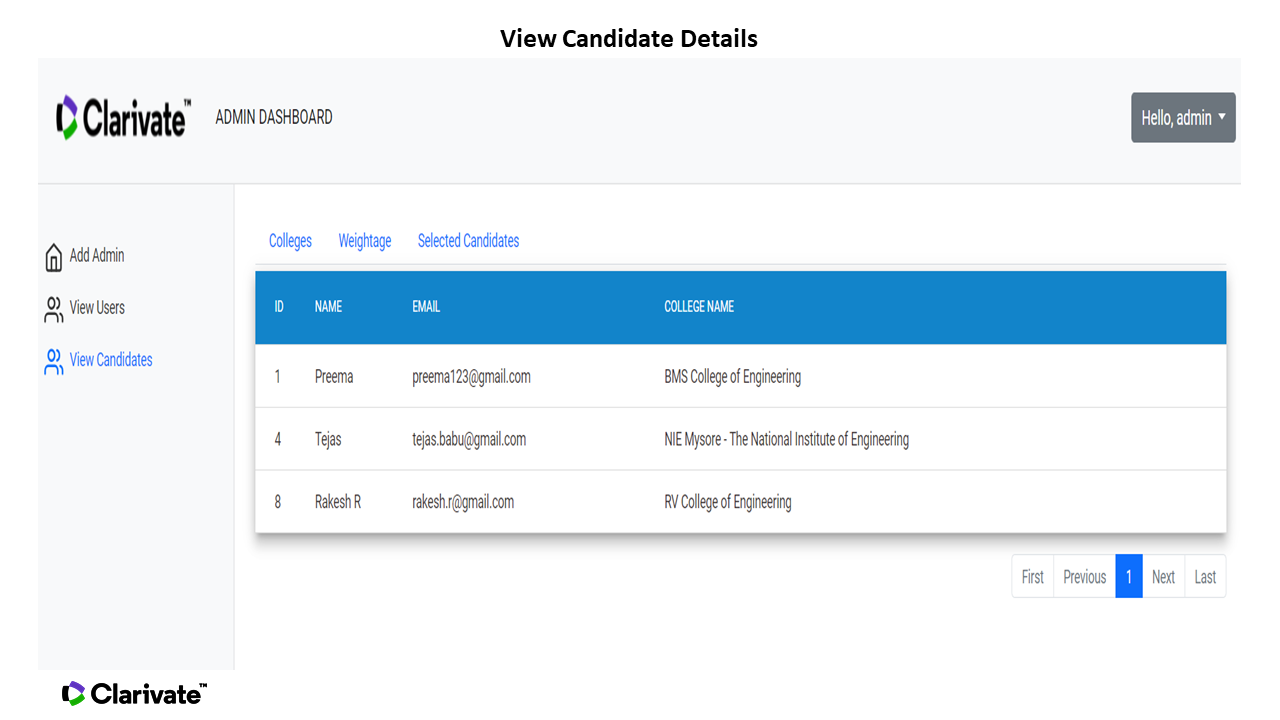 View Candidate Details
Clarivate™ ADMIN DASHBOARD Hello, admin
Add Admin
View Users
View Candidates
Colleges Weightage Selected Candidates
ID NAME EMAIL COLLEGE NAME
1 Preema preema123@gmail.com BMS College of Engineering
4 Tejas tejas.babu@gmail.com NIE Mysore - The National Institute of Engineering
8 Rakesh R rakesh.r@gmail.com RV College of Engineering
First Previous 1 Next Last
Clarivate™